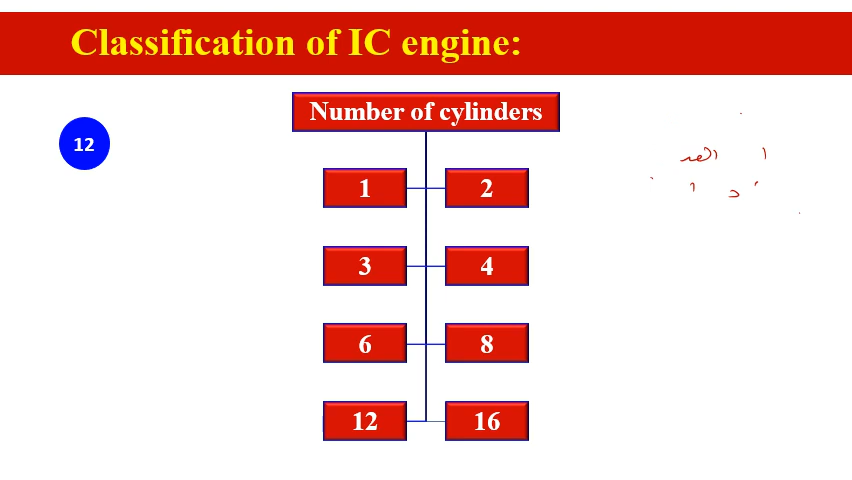 Classification of IC engine:
Number of cylinders
12
1 2
3 4
6 8
12 16